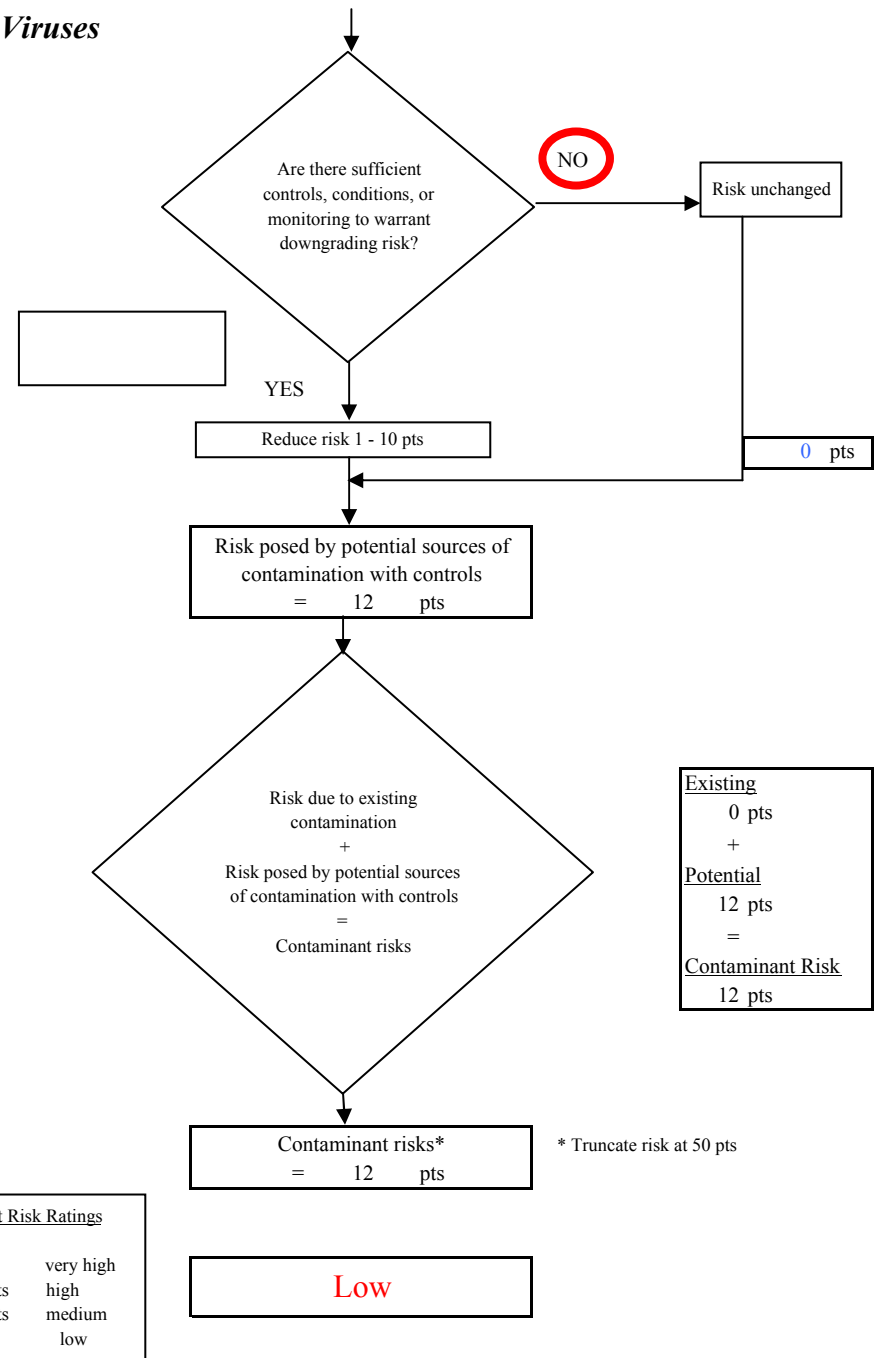 Viruses
Are there sufficient
controls, conditions, or
monitoring to warrant
downgrading risk?
NO
Risk unchanged
YES
Reduce risk 1 - 10 pts
0 pts
Risk posed by potential sources of
contamination with controls
= 12 pts
Risk due to existing
contamination
+
Risk posed by potential sources
of contamination with controls
=
Contaminant risks
Existing
0 pts
+
Potential
12 pts
=
Contaminant Risk
12 pts
Contaminant risks*
= 12 pts
* Truncate risk at 50 pts
Risk Ratings
very high
high
medium
low
Low